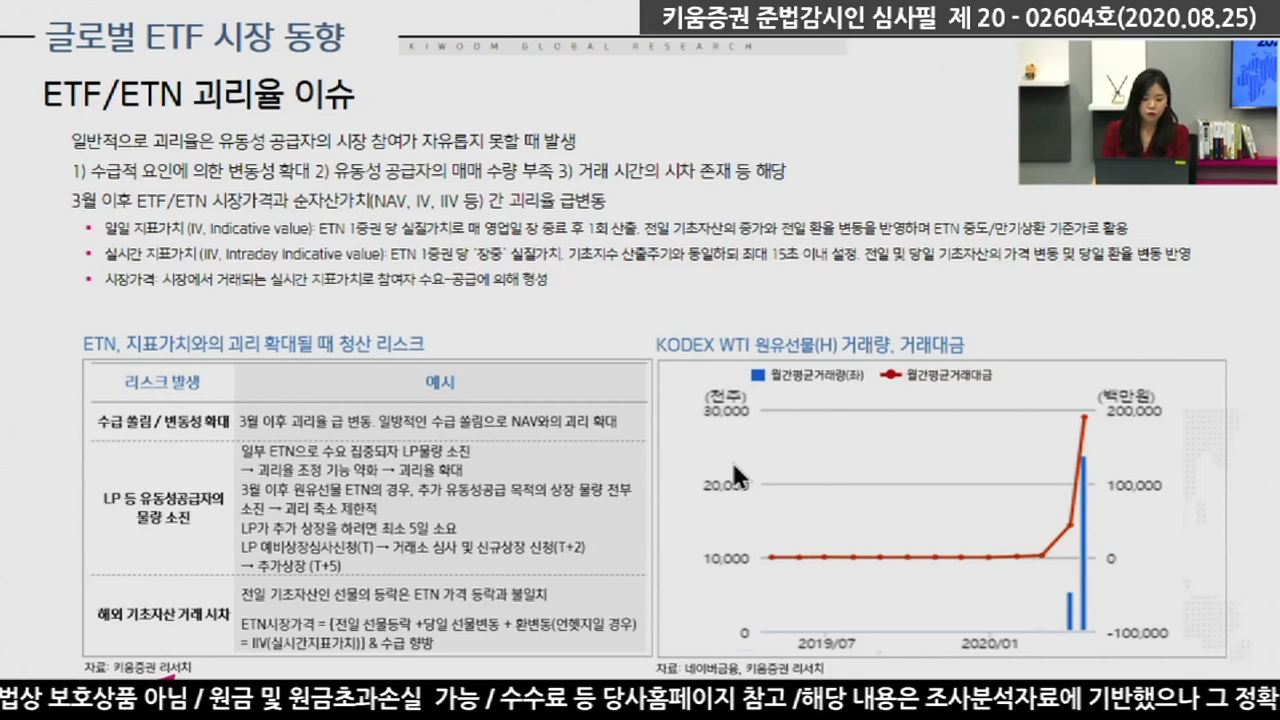 키움증권 준법감시인 심사필 제 20 - 02604호(2020.08.25)
글로벌 ETF 시장 동향
KIWOOM GLOBAL RESEARCH
ETF/ETN 괴리율 이슈
일반적으로 괴리율은 유동성 공급자의 시장 참여가 자유롭지 못할 때 발생
1) 수급적 요인에 의한 변동성 확대 2) 유동성 공급자의 매매 수량 부족 3) 거래 시간의 시차 존재 등 해당
3월 이후 ETF/ETN 시장가격과 순자산가치(NAV, IV, IIV 등) 간 괴리율 급변동
▪ 일일 지표가치 (IV, Indicative value): ETN 1증권 당 실질가치로 매 영업일 장 종료 후 1회 산출. 전일 기초자산의 종가와 전일 환율 변동을 반영하며 ETN 중도/만기상환 기준가로 활용
▪ 실시간 지표가치 (IIV, Intraday Indicative value): ETN 1증권 당 '장중' 실질가치. 기초지수 산출주기와 동일하되 최대 15초 이내 설정. 전일 및 당일 기초자산의 가격 변동 및 당일 환율 변동 반영
▪ 시장가격: 시장에서 거래되는 실시간 지표가치로 참여자 수요-공급에 의해 형성
ETN, 지표가치와의 괴리 확대될 때 청산 리스크
리스크 발생 예시
수급 쏠림 / 변동성 확대 3월 이후 괴리율 급 변동. 일방적인 수급 쏠림으로 NAV와의 괴리 확대
LP 등 유동성공급자의
물량 소진
일부 ETN으로 수요 집중되자 LP물량 소진
→ 괴리율 조정 기능 약화 → 괴리율 확대
3월 이후 원유선물 ETN의 경우, 추가 유동성공급 목적의 상장 물량 전부
소진 → 괴리 축소 제한적
LP가 추가 상장을 하려면 최소 5일 소요
LP 예비상장심사신청(T) → 거래소 심사 및 신규상장 신청(T+2)
→ 추가상장 (T+5)
해외 기초자산 거래 시차
전일 기초자산인 선물의 등락은 ETN 가격 등락과 불일치
ETN시장가격 = [전일 선물등락 +당일 선물변동 + 환변동(언헷지일 경우)
= IIV(실시간지표가치)] & 수급 향방
자료: 키움증권 리서치
KODEX WTI 원유선물(H) 거래량, 거래대금
월간평균거래량(좌) 월간평균거래대금
(천주) (백만원)
30,000 200,000
20,000 100,000
10,000 0
0 -100,000
2019/07 2020/01
자료: 네이버금융, 키움증권 리서치
법상 보호상품 아님 / 원금 및 원금초과손실 가능 / 수수료 등 당사홈페이지 참고 /해당 내용은 조사분석자료에 기반했으나 그 정확